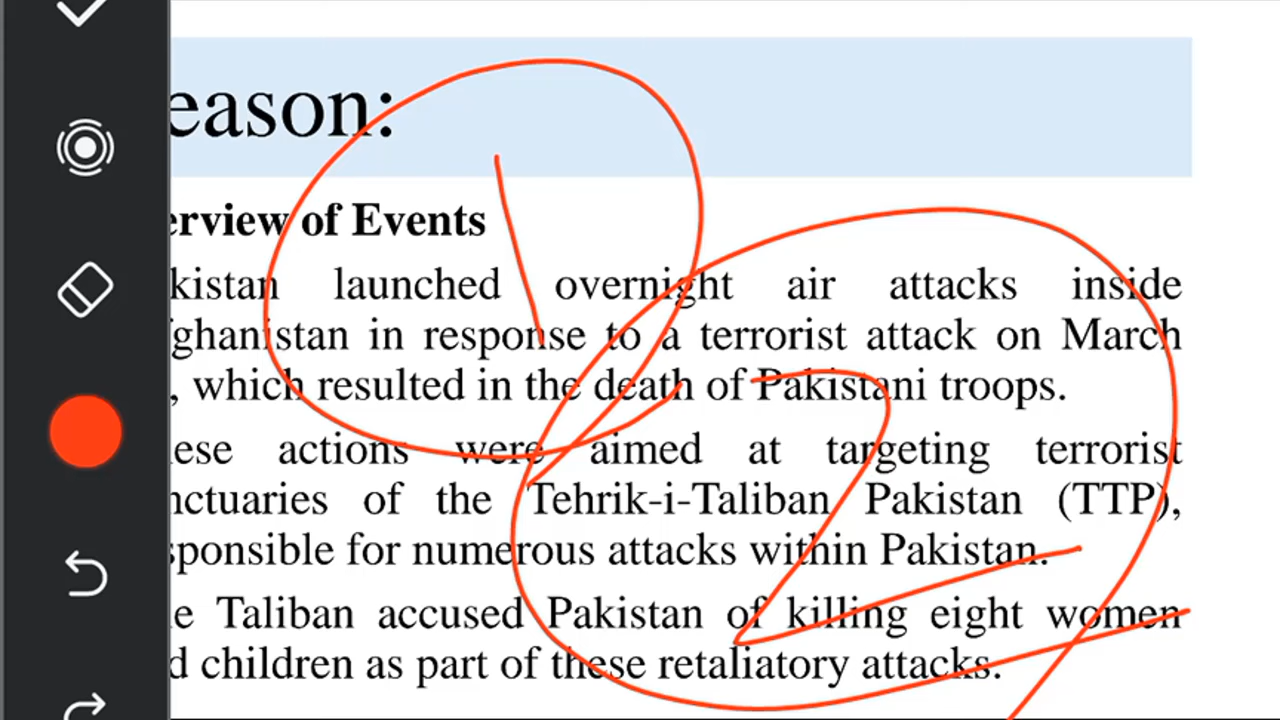 eason:
erview of Events
kistan launched overnight air attacks inside
ghanistan in response to a terrorist attack on March
, which resulted in the death of Pakistani troops.
ese actions were aimed at targeting terrorist
nctuaries of the Tehrik-i-Taliban Pakistan (TTP),
sponsible for numerous attacks within Pakistan.
e Taliban accused Pakistan of killing eight women
d children as part of these retaliatory attacks.
1
2